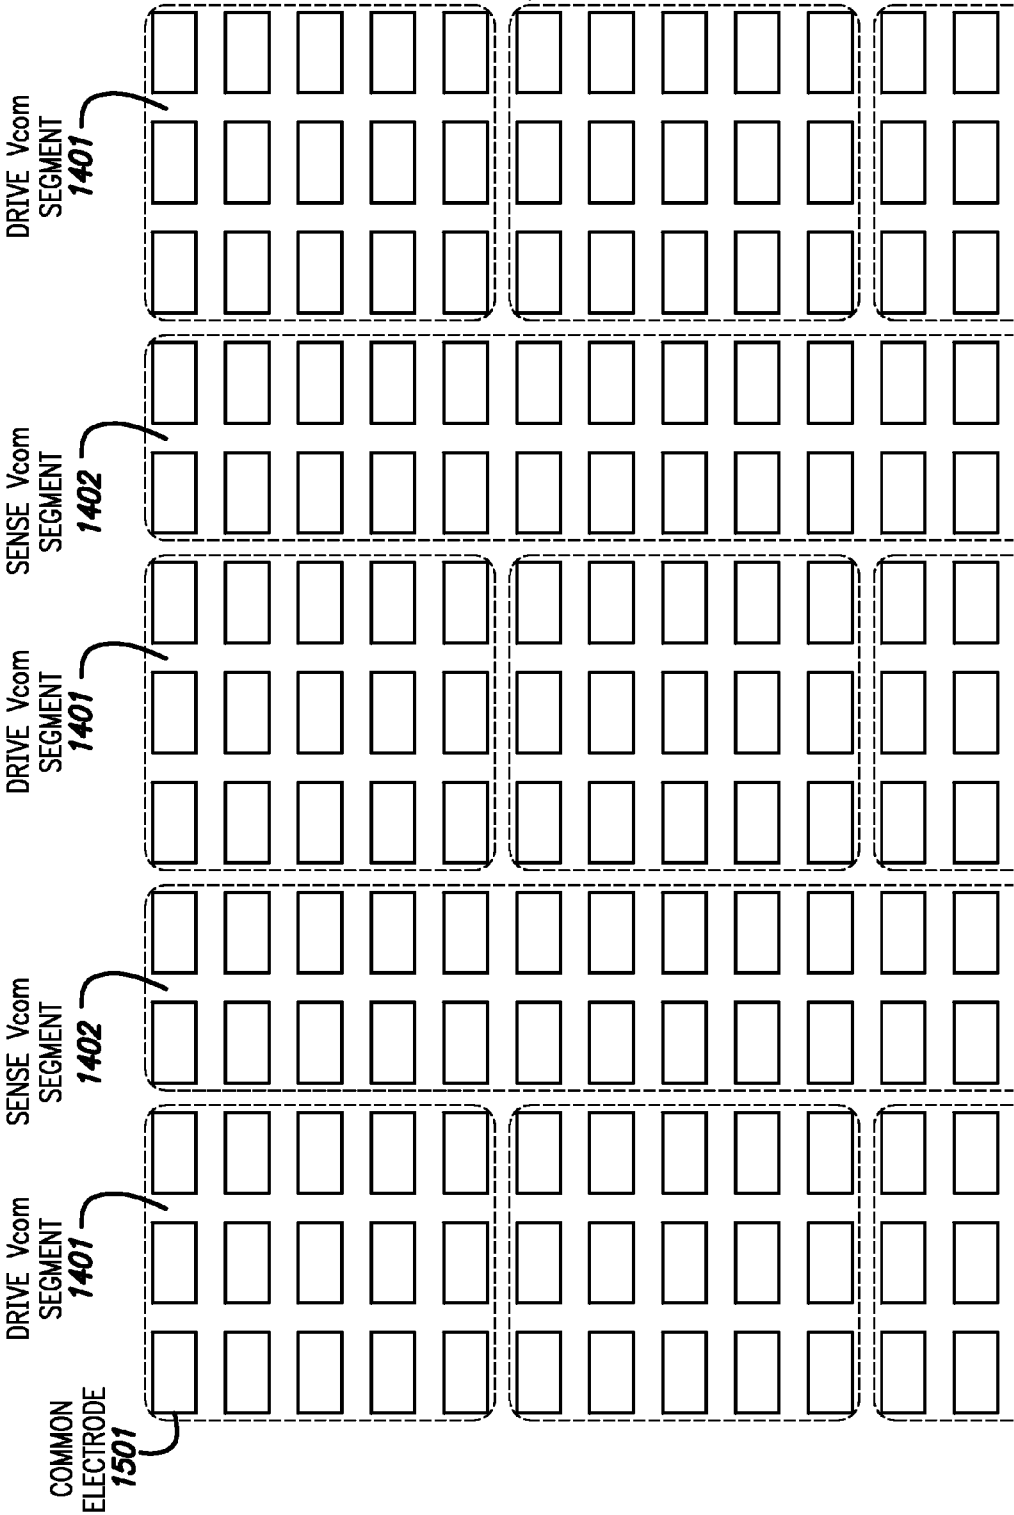 COMMON
ELECTRODE
1501
DRIVE Vcom
SEGMENT
1401
SENSE Vcom
SEGMENT
1402
DRIVE Vcom
SEGMENT
1401
SENSE Vcom
SEGMENT
1402
DRIVE Vcom
SEGMENT
1401